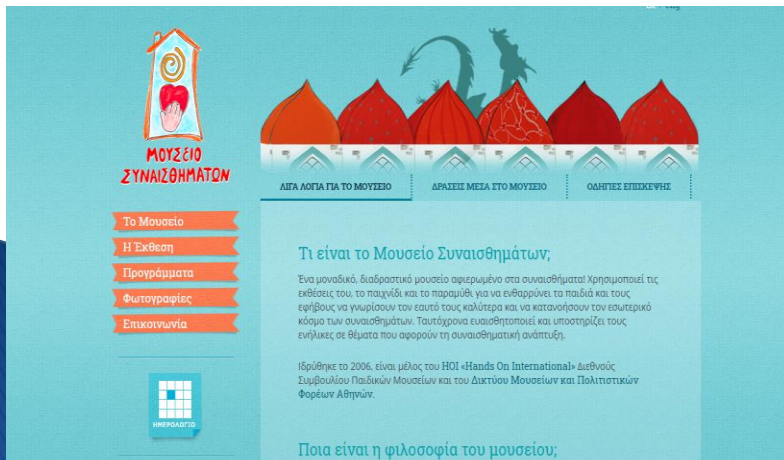 ΜΟΥΣΕΙΟ
ΣΥΝΑΙΣΘΗΜΑΤΩΝ
ΛΙΓΑ ΛΟΓΙΑ ΓΙΑ ΤΟ ΜΟΥΣΕΙΟ
ΔΡΑΣΕΙΣ ΜΕΣΑ ΣΤΟ ΜΟΥΣΕΙΟ
ΟΔΗΓΙΕΣ ΕΠΙΣΚΕΨΗΣ
Το Μουσείο
Η Έκθεση
Προγράμματα
Φωτογραφίες
Επικοινωνία
ΗΜΕΡΟΛΟΓΙΟ
Τι είναι το Μουσείο Συναισθημάτων;
Ένα μοναδικό, διαδραστικό μουσείο αφιερωμένο στα συναισθήματα! Χρησιμοποιεί τις
εκθέσεις του, το παιχνίδι και το παραμύθι για να ενθαρρύνει τα παιδιά και τους
εφήβους να γνωρίσουν τον εαυτό τους καλύτερα και να κατανοήσουν τον εσωτερικό
κόσμο των συναισθημάτων. Ταυτόχρονα ευαισθητοποιεί και υποστηρίζει τους
ενήλικες σε θέματα που αφορούν τη συναισθηματική ανάπτυξη.
Ιδρύθηκε το 2006, είναι μέλος του HOI «Hands On International» Διεθνούς
Συμβουλίου Παιδικών Μουσείων και του Δικτύου Μουσείων και Πολιτιστικών
Φορέων Αθηνών.
Ποια είναι η φιλοσοφία του μουσείου;